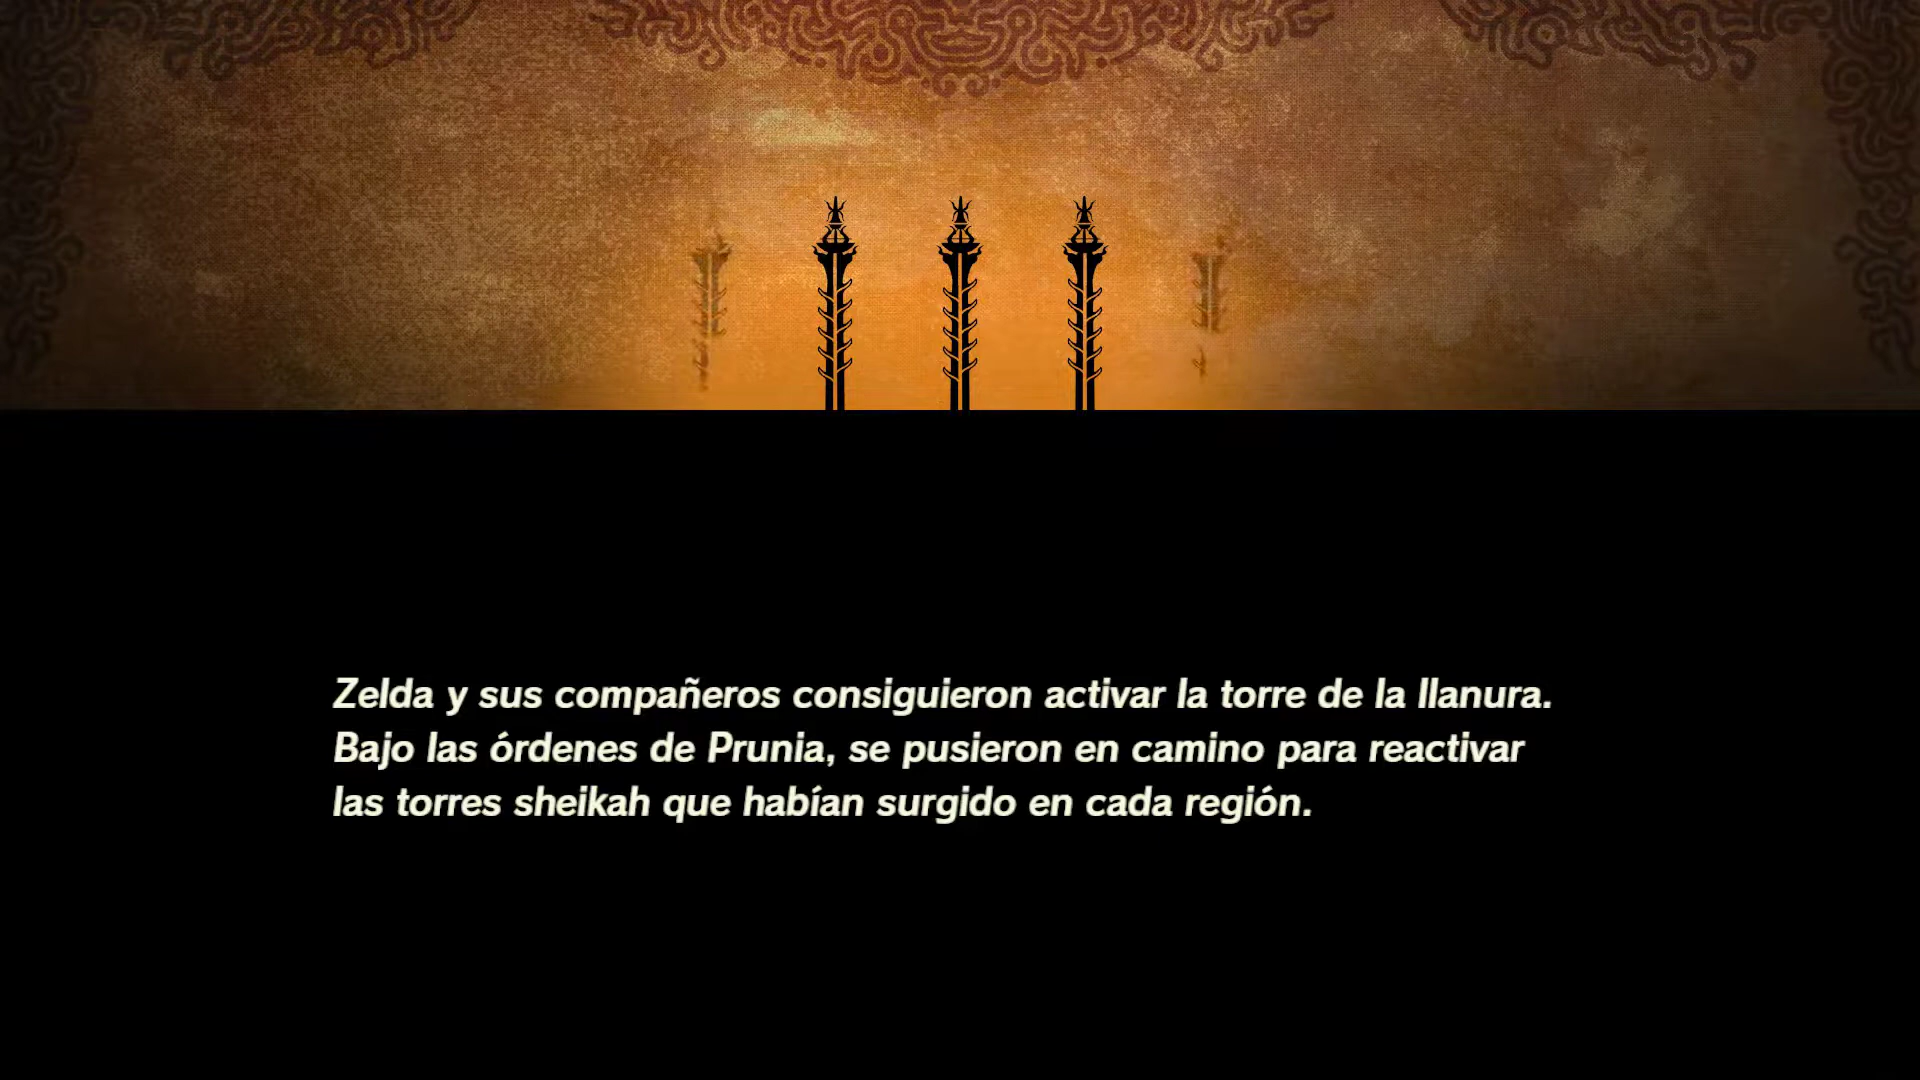 Zelda y sus compañeros consiguieron activar la torre de la llanura.
Bajo las órdenes de Prunia, se pusieron en camino para reactivar
las torres sheikah que habían surgido en cada región.